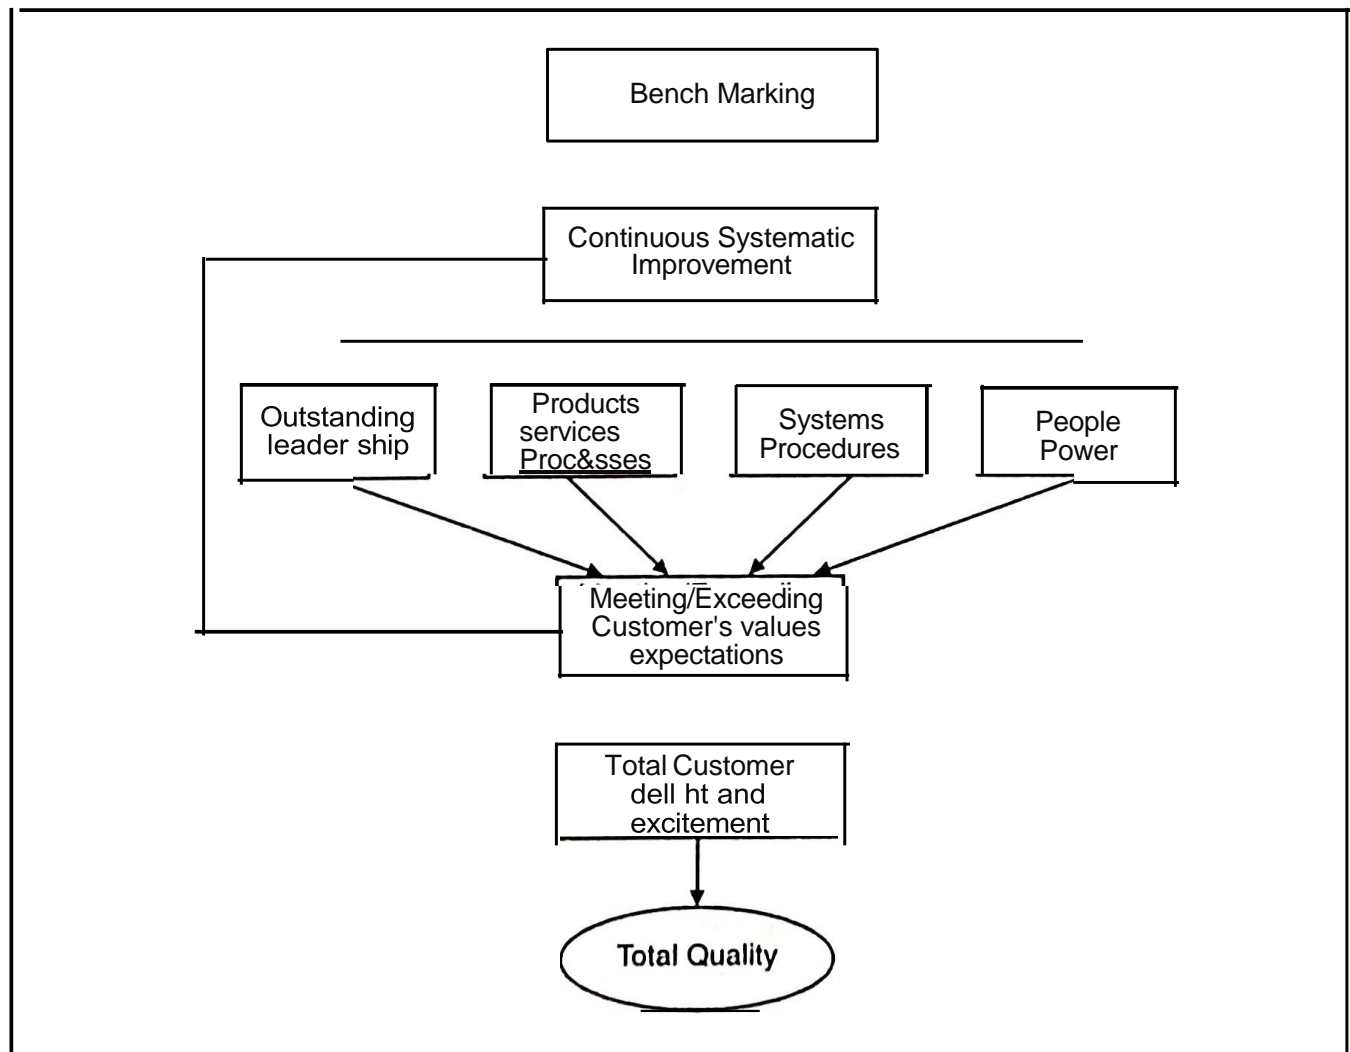 Bench Marking
Continuous Systematic
Improvement
Outstanding
leader ship
Products
services
Proc&sses
Systems
Procedures
People
Power
Meeting/Exceeding
Customer's values
expectations
Total Customer
dell ht and
excitement
Total Quality